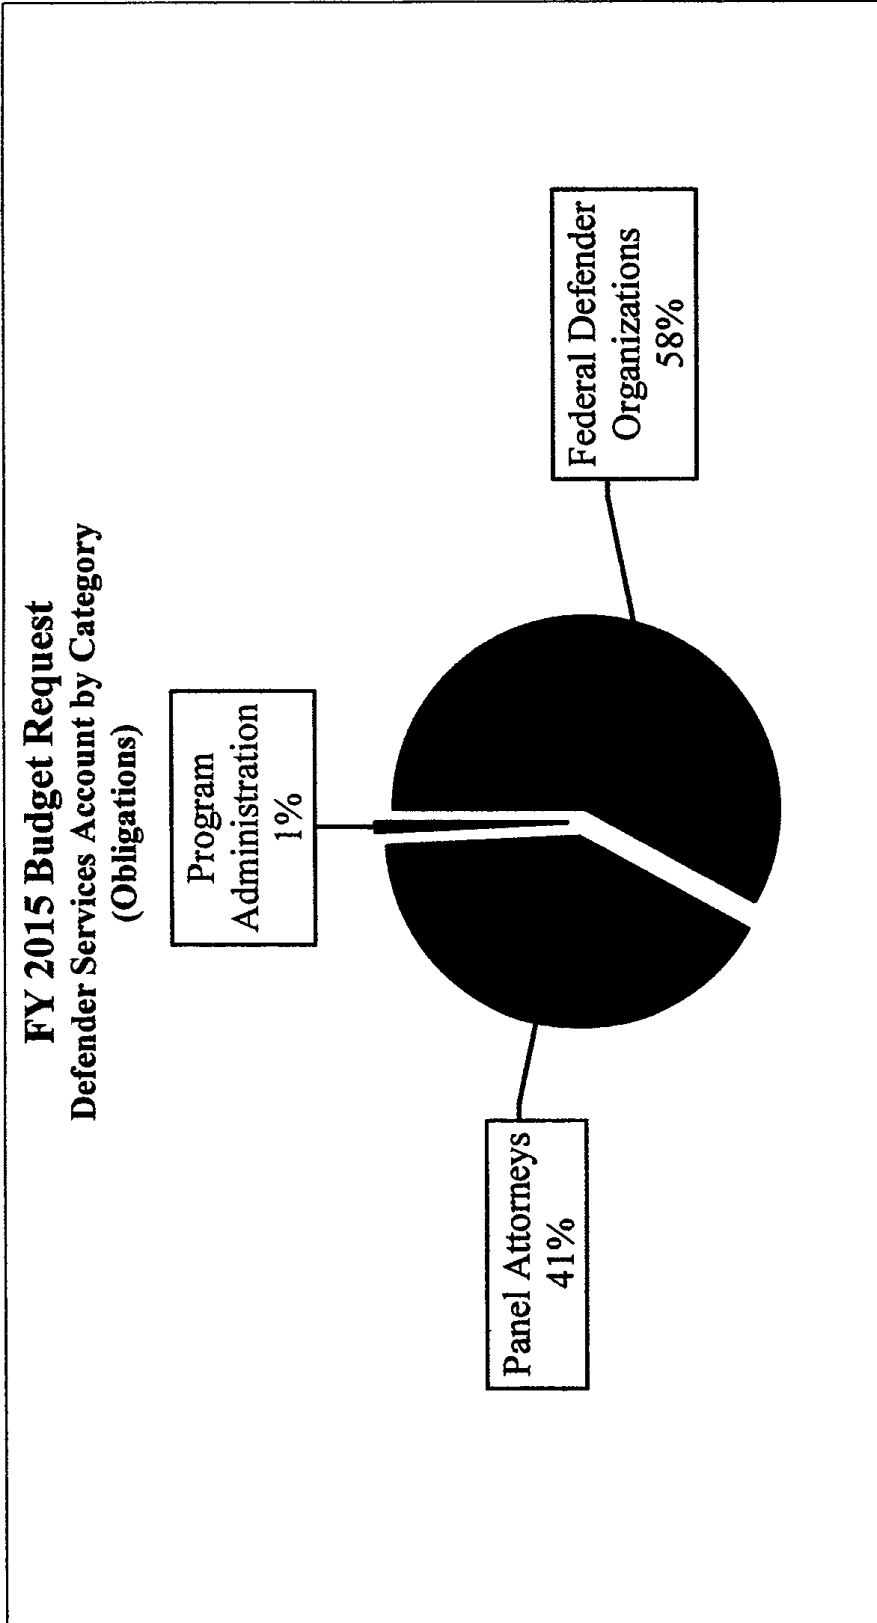 FY 2015 Budget Request
Defender Services Account by Category
(Obligations)
Program
Administration
1%
Panel Attorneys
41%
Federal Defender
Organizations
58%